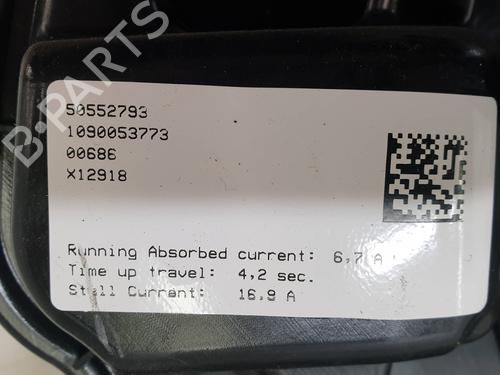 B-PARTS
50552793
1090053773
00686
X12918
Running Absorbed current: 6,7 A
Time up travel: 4,2 sec.
Stall Current: 16,9 A